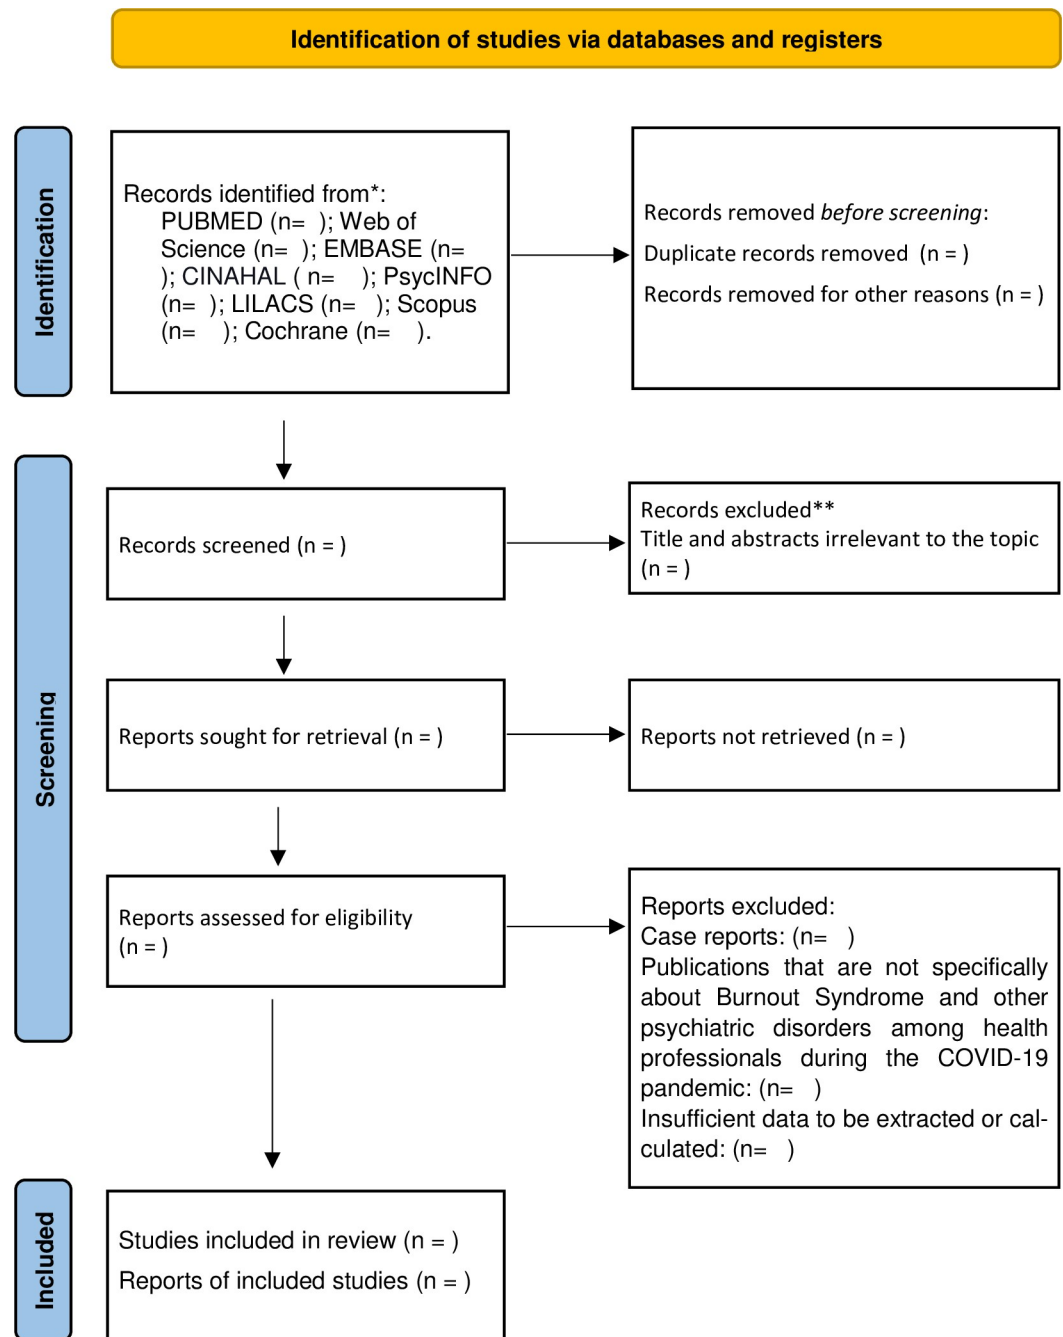 Identification of studies via databases and registers
Identification
Records identified from*:
PUBMED (n=  ); Web of
Science (n=  ); EMBASE (n=
); CINAHAL ( n=   ); PsycINFO
(n=  ); LILACS (n=   ); Scopus
(n=    ); Cochrane (n=   ).
Records removed before screening:
Duplicate records removed  (n = )
Records removed for other reasons (n = )
Screening
Records screened (n = )
Records excluded**
Title and abstracts irrelevant to the topic
(n = )
Reports sought for retrieval (n = )
Reports not retrieved (n = )
Reports assessed for eligibility
(n = )
Reports excluded:
Case reports: (n=   )
Publications that are not specifically
about Burnout Syndrome and other
psychiatric disorders among health
professionals during the COVID-19
pandemic: (n=   )
Insufficient data to be extracted or cal-
culated: (n=   )
Included
Studies included in review (n = )
Reports of included studies (n = )